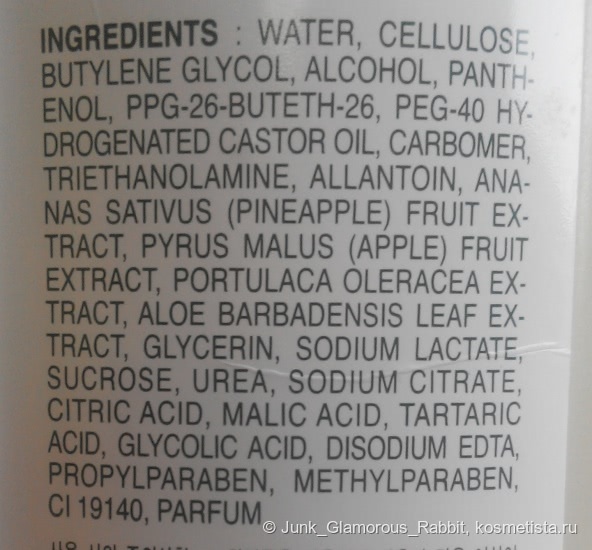 INGREDIENTS : WATER, CELLULOSE,
BUTYLENE GLYCOL, ALCOHOL, PANTH-
ENOL, PPG-26-BUTETH-26, PEG-40 HY-
DROGENATED CASTOR OIL, CARBOMER,
TRIETHANOLAMINE, ALLANTOIN, ANA-
NAS SATIVUS (PINEAPPLE) FRUIT EX-
TRACT, PYRUS MALUS (APPLE) FRUIT
EXTRACT, PORTULACA OLERACEA EX-
TRACT, ALOE BARBADENSIS LEAF EX-
TRACT, GLYCERIN, SODIUM LACTATE,
SUCROSE, UREA, SODIUM CITRATE,
CITRIC ACID, MALIC ACID, TARTARIC
ACID, GLYCOLIC ACID, DISODIUM EDTA,
PROPYLPARABEN, METHYLPARABEN,
CI 19140, PARFUM
© Junk_Glamorous_Rabbit, kosmetista.ru